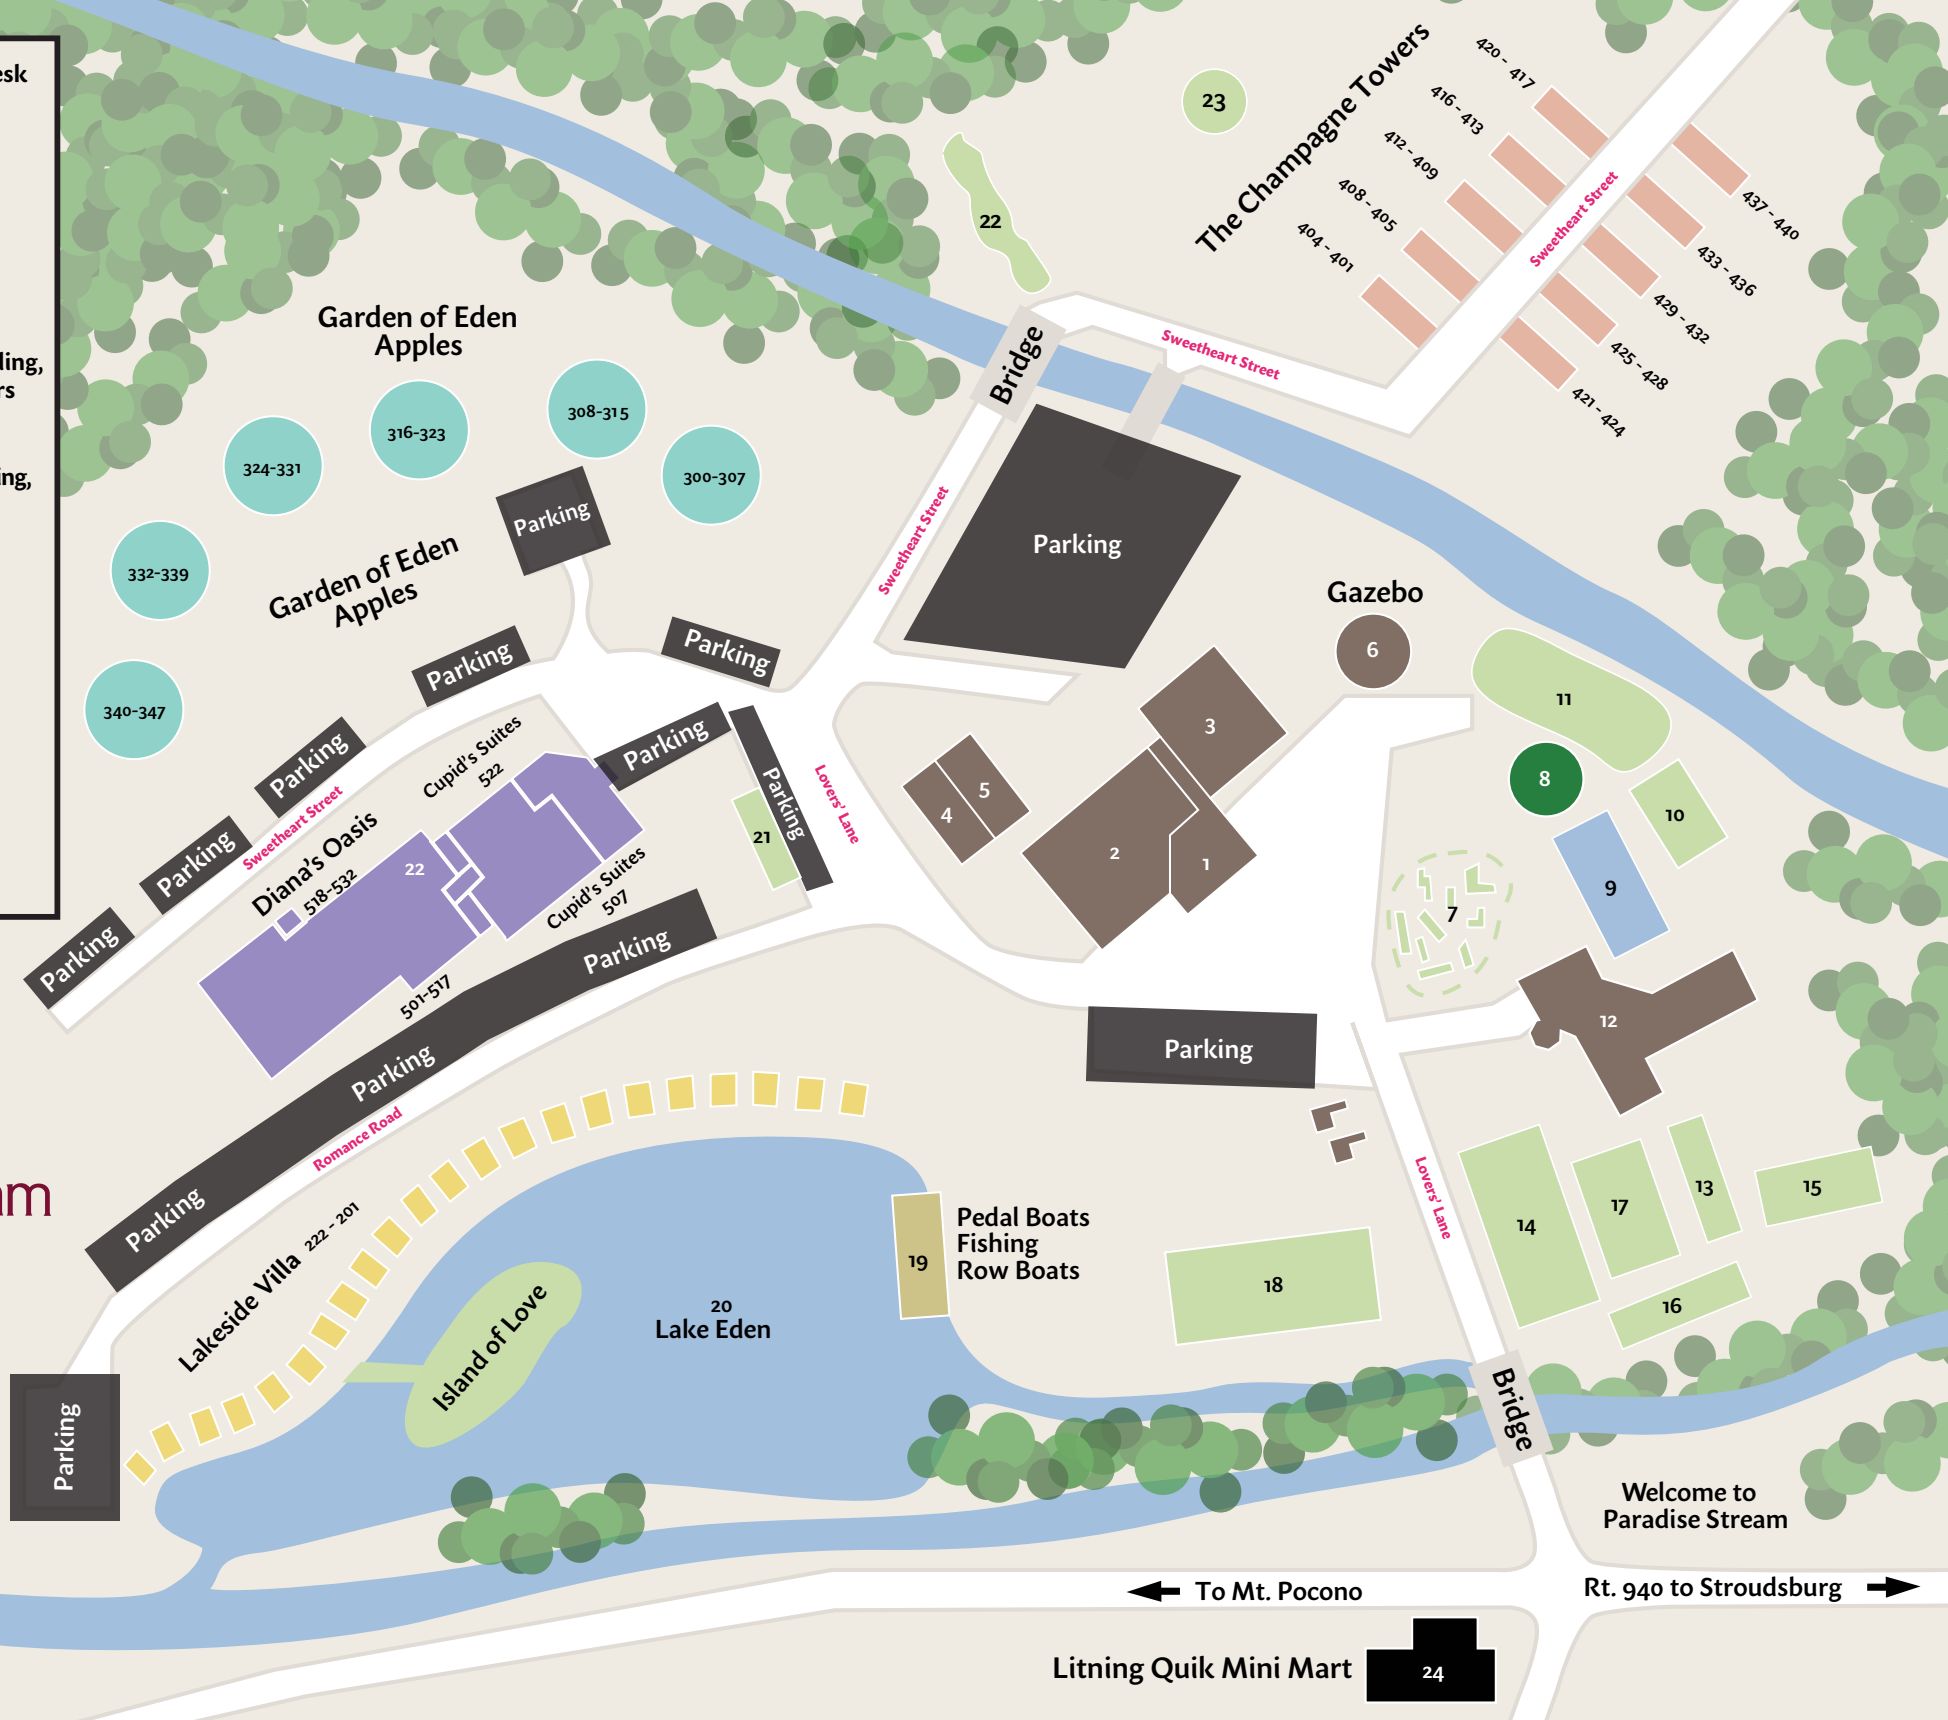 esk
ding,
rs
ing,
am
The Champagne Towers
23
22
420 - 417
416 - 413
412 - 409
408 - 405
404 - 401
437 - 440
433 - 436
429 - 432
425 - 428
421 - 424
Sweetheart Street
Sweetheart Street
Bridge
Garden of Eden
Apples
308-315
316-323
324-331
300-307
332-339
340-347
Garden of Eden
Apples
Parking
Parking
Sweetheart Street
Parking
Parking
Parking
Parking
Parking
Parking
Parking
Sweetheart Street
Lovers' Lane
Gazebo
6
3
5
4
2
1
11
8
10
9
7
12
Cupid's Suites
522
Diana's Oasis
518-532
22
21
Cupid's Suites
507
501-517
Parking
Parking
Parking
Parking
Parking
Romance Road
Lakeside Villa 222 - 201
Island of Love
20
Lake Eden
19
Pedal Boats
Fishing
Row Boats
18
Lovers' Lane
14
17
13
15
16
Bridge
Welcome to
Paradise Stream
To Mt. Pocono
Rt. 940 to Stroudsburg
Litning Quik Mini Mart
24